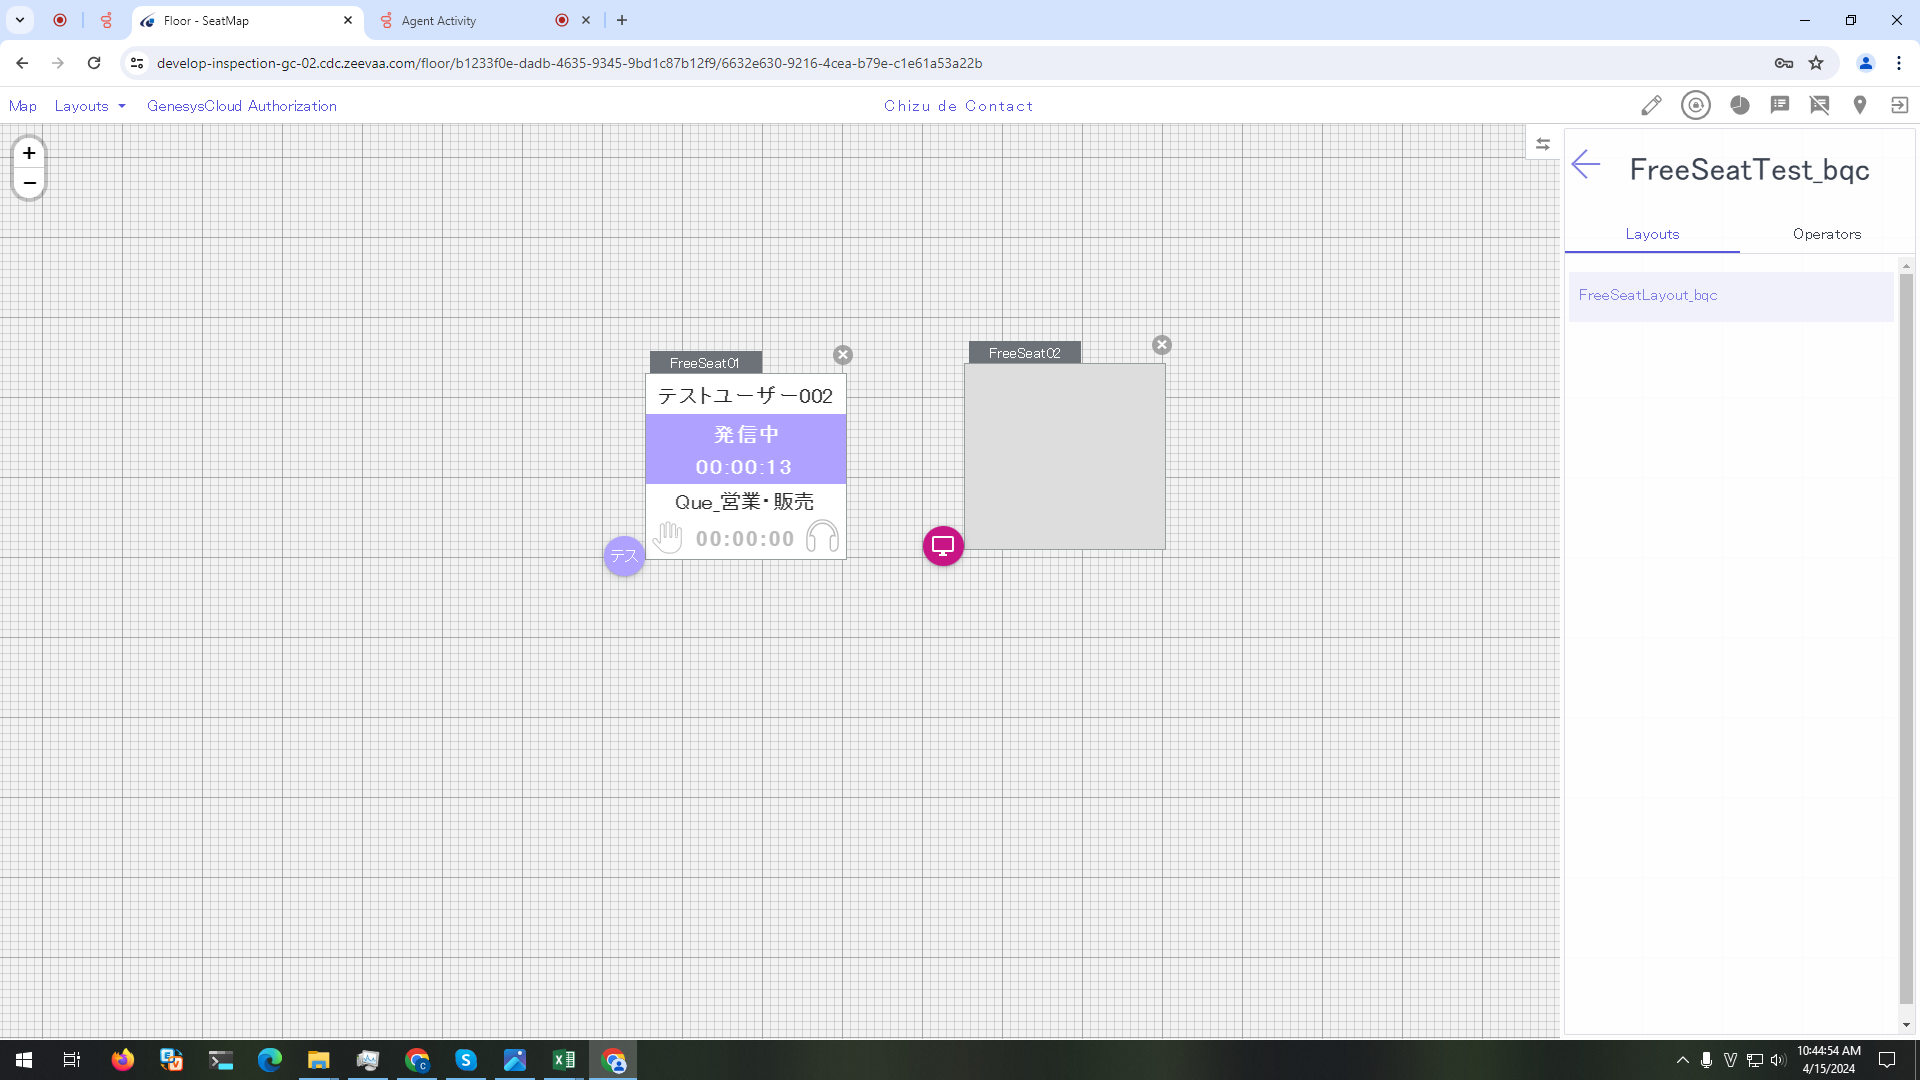 Floor - SeatMap
Agent Activity
develop-inspection-gc-02.cdc.zeevaa.com/floor/b1233f0e-dadb-4635-9345-9bd1c87b12f9/6632e630-9216-4cea-b79e-c1e61a53a22b
Map
Layouts
GenesysCloud Authorization
Chizu de Contact
+
−
FreeSeatTest_bqc
Layouts
Operators
FreeSeatLayout_bqc
FreeSeat01
テストユーザー002
発信中
00:00:13
Que_営業・販売
00:00:00
テス
FreeSeat02
10:44:54 AM
4/15/2024